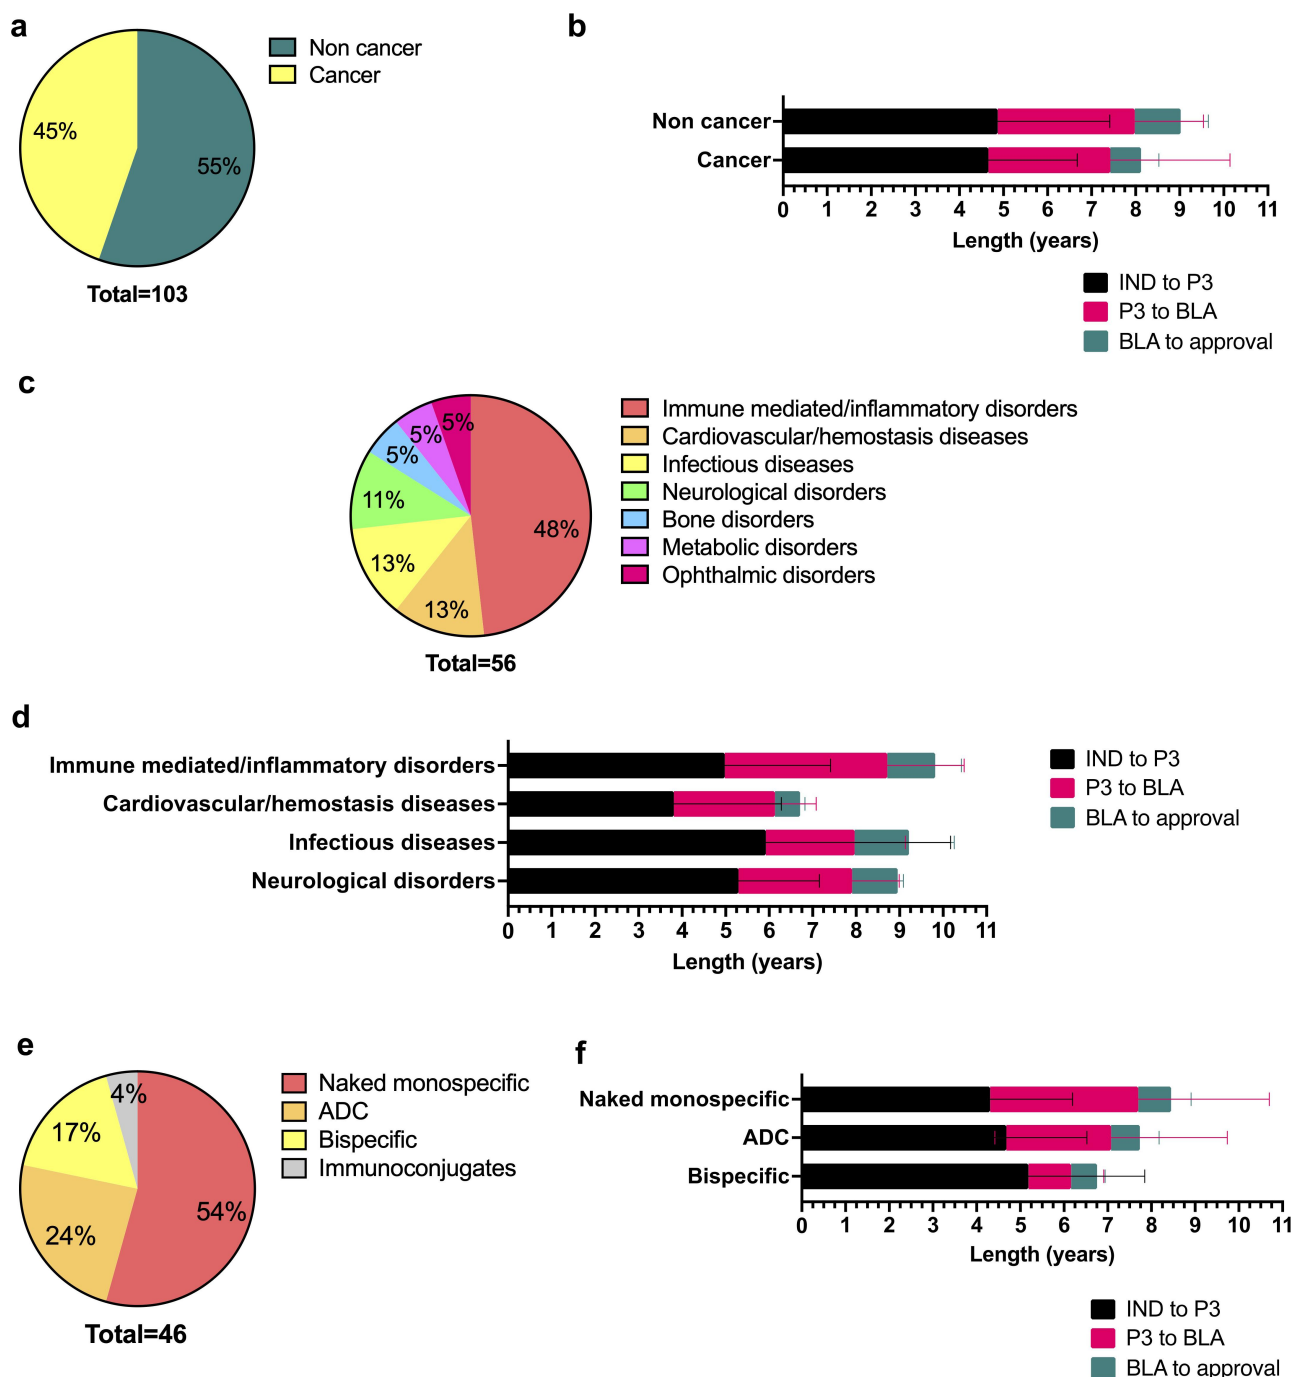 a
45%
55%
Total=103
Non cancer
Cancer
b
Non cancer
Cancer
0 1 2 3 4 5 6 7 8 9 10 11
Length (years)
IND to P3
P3 to BLA
BLA to approval
c
5%
5%
5%
11%
13%
13%
48%
Total=56
Immune mediated/inflammatory disorders
Cardiovascular/hemostasis diseases
Infectious diseases
Neurological disorders
Bone disorders
Metabolic disorders
Ophthalmic disorders
d
Immune mediated/inflammatory disorders
Cardiovascular/hemostasis diseases
Infectious diseases
Neurological disorders
0 1 2 3 4 5 6 7 8 9 10 11
Length (years)
IND to P3
P3 to BLA
BLA to approval
e
4%
17%
24%
54%
Total=46
Naked monospecific
ADC
Bispecific
Immunoconjugates
f
Naked monospecific
ADC
Bispecific
0 1 2 3 4 5 6 7 8 9 10 11
Length (years)
IND to P3
P3 to BLA
BLA to approval